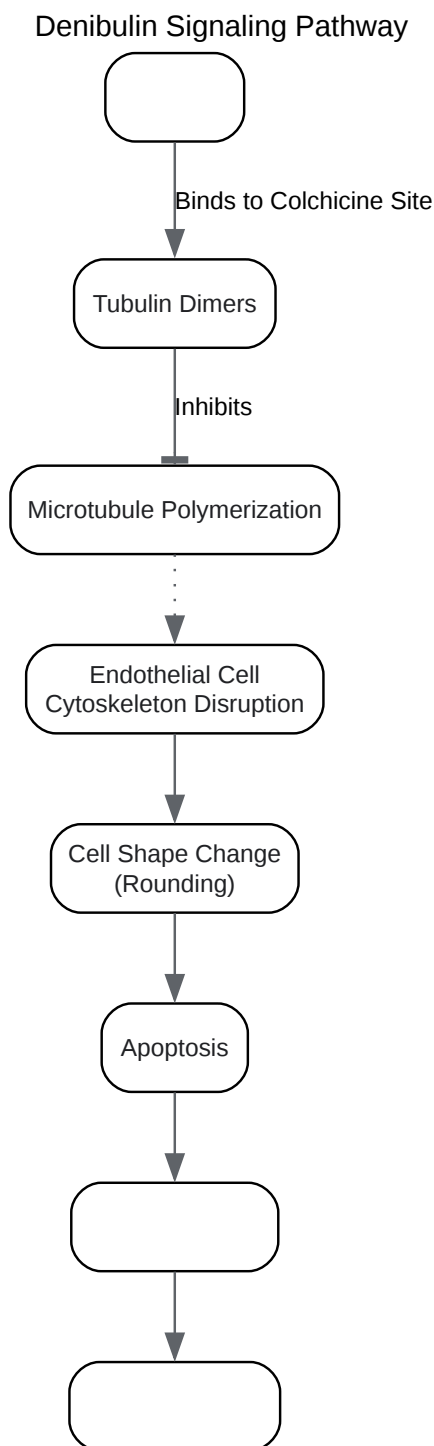 Denibulin Signaling Pathway
Binds to Colchicine Site
Tubulin Dimers
Inhibits
Microtubule Polymerization
Endothelial Cell
Cytoskeleton Disruption
Cell Shape Change
(Rounding)
Apoptosis